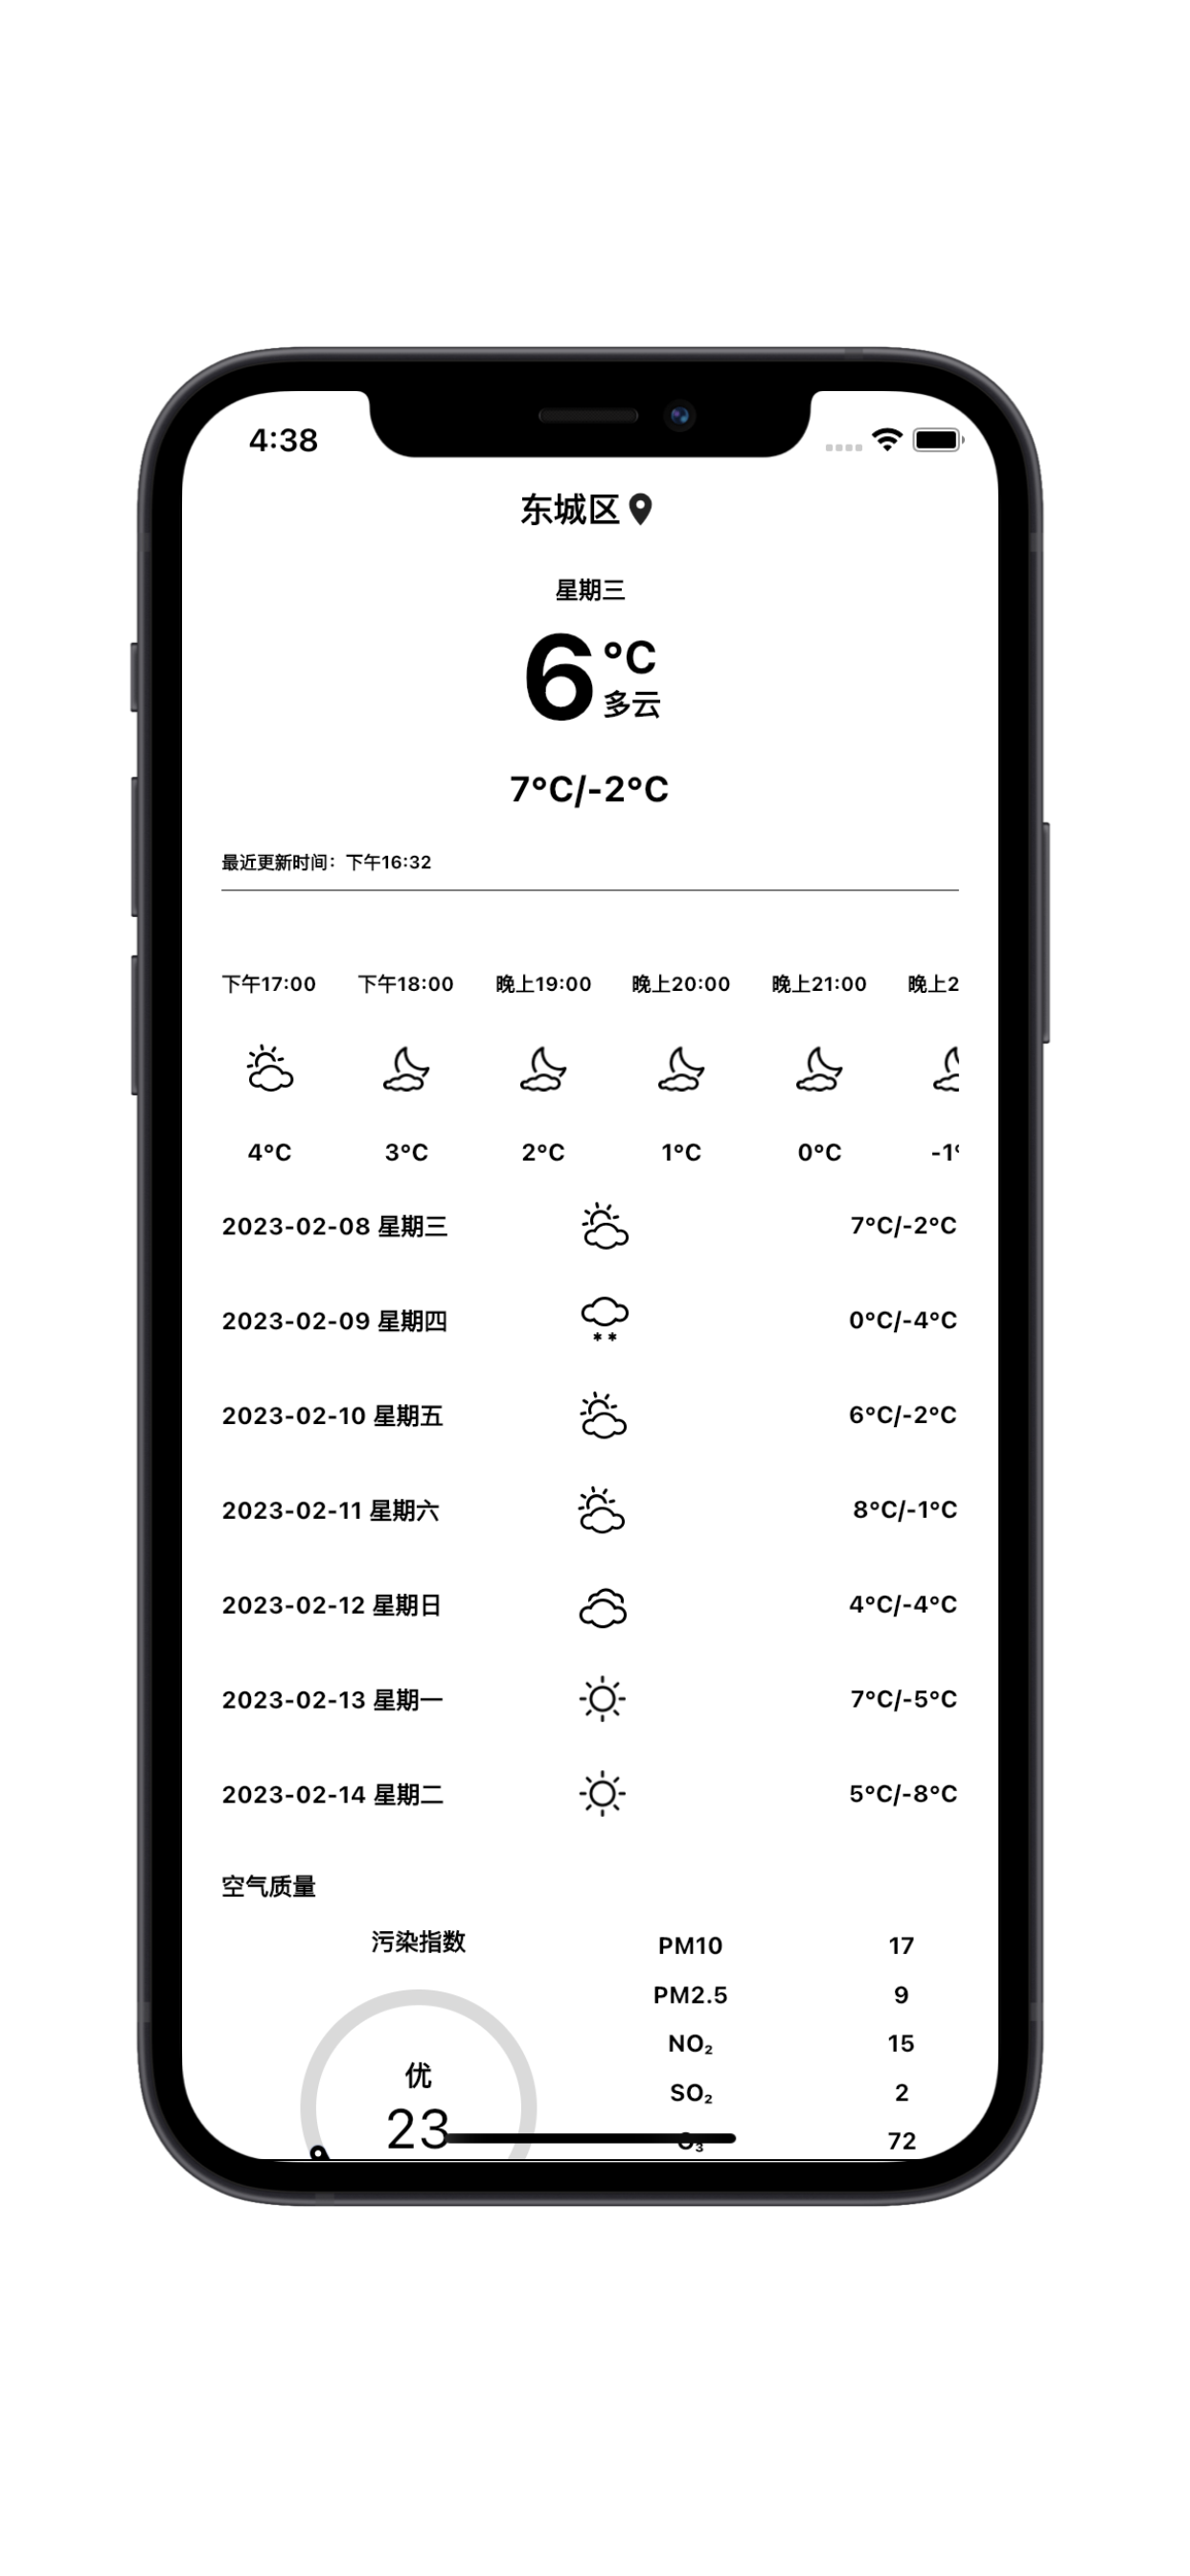 4:38
东城区
星期三
6 °C
多云
7°C/-2°C
最近更新时间：下午16:32
下午17:00 下午18:00 晚上19:00 晚上20:00 晚上21:00 晚上2
4°C 3°C 2°C 1°C 0°C -1°
2023-02-08 星期三 7°C/-2°C
2023-02-09 星期四 0°C/-4°C
2023-02-10 星期五 6°C/-2°C
2023-02-11 星期六 8°C/-1°C
2023-02-12 星期日 4°C/-4°C
2023-02-13 星期一 7°C/-5°C
2023-02-14 星期二 5°C/-8°C
空气质量
污染指数
优
23
PM10 17
PM2.5 9
NO₂ 15
SO₂ 2
O₃ 72